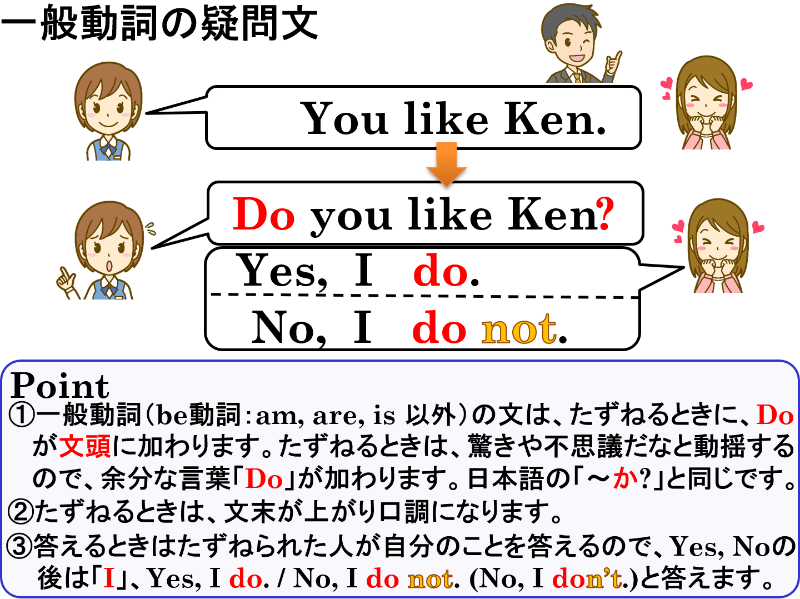 一般動詞の疑問文
You like Ken.
Do you like Ken?
Yes, I do.
No, I do not.
Point
①一般動詞（be動詞：am, are, is 以外）の文は、たずねるときに、Do
が文頭に加わります。たずねるときは、驚きや不思議だなと動揺する
ので、余分な言葉「Do」が加わります。日本語の「～か?」と同じです。
②たずねるときは、文末が上がり口調になります。
③答えるときはたずねられた人が自分のことを答えるので、Yes, Noの
後は「I」、Yes, I do. / No, I do not. (No, I don't.)と答えます。